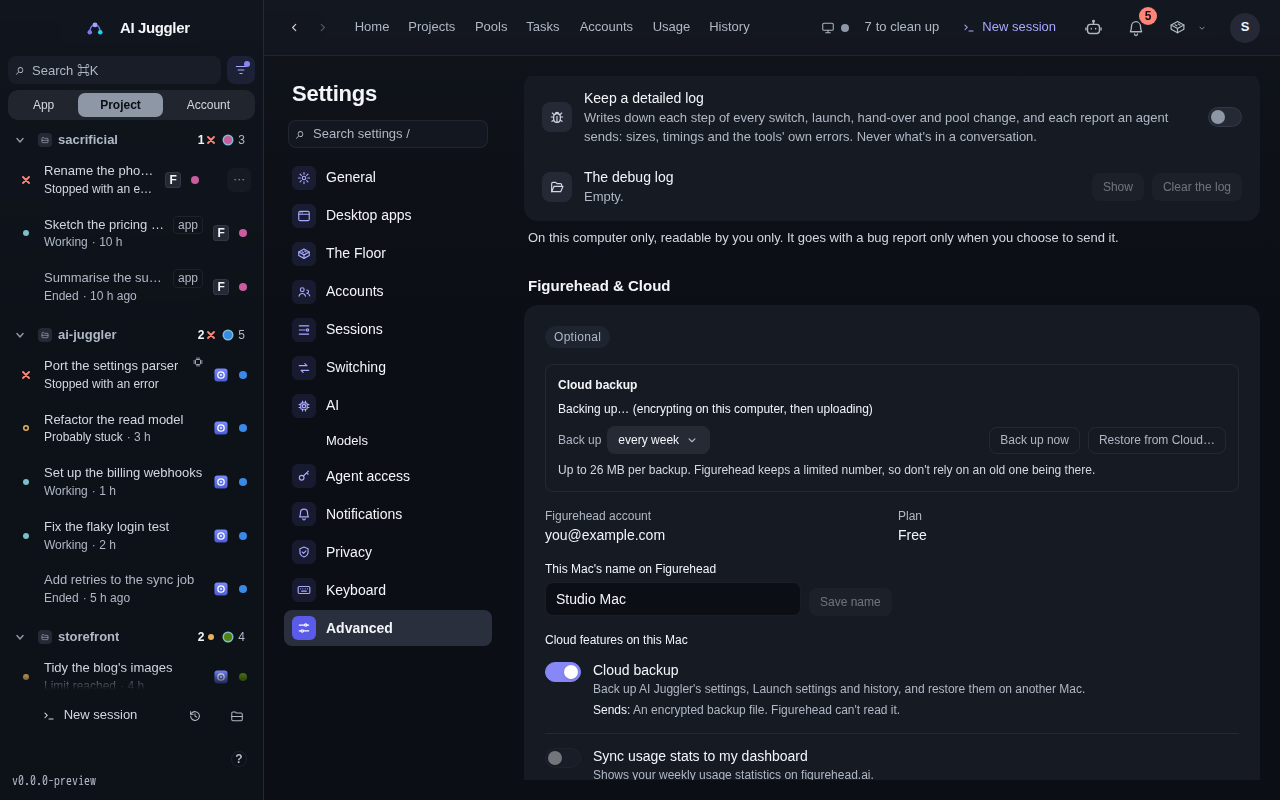 AI Juggler
Search ⌘K
App Project Account
sacrificial 1 3
Rename the pho…
Stopped with an e…
F
Sketch the pricing … app
Working · 10 h
F
Summarise the su… app
Ended · 10 h ago
F
ai-juggler 2 5
Port the settings parser
Stopped with an error
Refactor the read model
Probably stuck · 3 h
Set up the billing webhooks
Working · 1 h
Fix the flaky login test
Working · 2 h
Add retries to the sync job
Ended · 5 h ago
storefront 2 4
Tidy the blog's images
Limit reached · 4 h
New session
?
v0.0.0-preview
Home Projects Pools Tasks Accounts Usage History
7 to clean up
New session
5
S
Settings
Search settings /
General
Desktop apps
The Floor
Accounts
Sessions
Switching
AI
Models
Agent access
Notifications
Privacy
Keyboard
Advanced
Keep a detailed log
Writes down each step of every switch, launch, hand-over and pool change, and each report an agent
sends: sizes, timings and the tools' own errors. Never what's in a conversation.
The debug log
Empty.
Show Clear the log
On this computer only, readable by you only. It goes with a bug report only when you choose to send it.
Figurehead & Cloud
Optional
Cloud backup
Backing up… (encrypting on this computer, then uploading)
Back up every week
Back up now Restore from Cloud…
Up to 26 MB per backup. Figurehead keeps a limited number, so don't rely on an old one being there.
Figurehead account Plan
you@example.com Free
This Mac's name on Figurehead
Studio Mac Save name
Cloud features on this Mac
Cloud backup
Back up AI Juggler's settings, Launch settings and history, and restore them on another Mac.
Sends: An encrypted backup file. Figurehead can't read it.
Sync usage stats to my dashboard
Shows your weekly usage statistics on figurehead.ai.